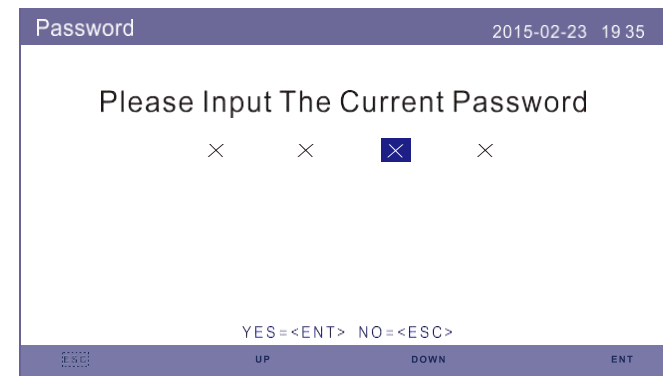 Password 2015-02-23 19 35
Please Input The Current Password
× × × ×
YES=<ENT> NO=<ESC>
ESC UP DOWN ENT